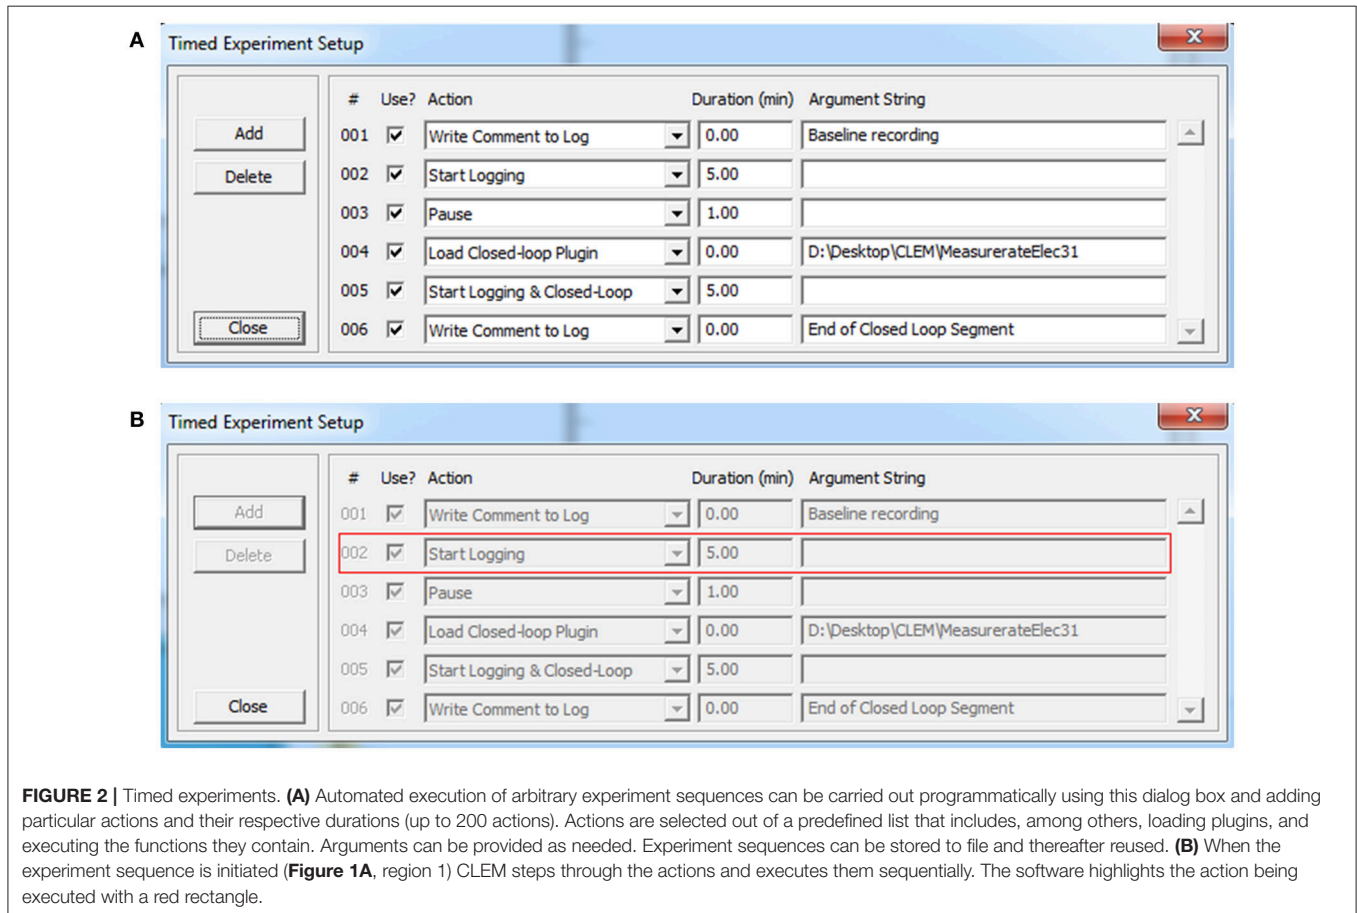 A
Timed Experiment Setup
# Use? Action Duration (min) Argument String
Add
001 Write Comment to Log 0.00 Baseline recording
Delete
002 Start Logging 5.00
003 Pause 1.00
004 Load Closed-loop Plugin 0.00 D:\Desktop\CLEM\MeasurerateElec31
005 Start Logging & Closed-Loop 5.00
Close
006 Write Comment to Log 0.00 End of Closed Loop Segment
B
Timed Experiment Setup
# Use? Action Duration (min) Argument String
Add
001 Write Comment to Log 0.00 Baseline recording
Delete
002 Start Logging 5.00
003 Pause 1.00
004 Load Closed-loop Plugin 0.00 D:\Desktop\CLEM\MeasurerateElec31
005 Start Logging & Closed-Loop 5.00
Close
006 Write Comment to Log 0.00 End of Closed Loop Segment
FIGURE 2 | Timed experiments. (A) Automated execution of arbitrary experiment sequences can be carried out programmatically using this dialog box and adding
particular actions and their respective durations (up to 200 actions). Actions are selected out of a predefined list that includes, among others, loading plugins, and
executing the functions they contain. Arguments can be provided as needed. Experiment sequences can be stored to file and thereafter reused. (B) When the
experiment sequence is initiated (Figure 1A, region 1) CLEM steps through the actions and executes them sequentially. The software highlights the action being
executed with a red rectangle.